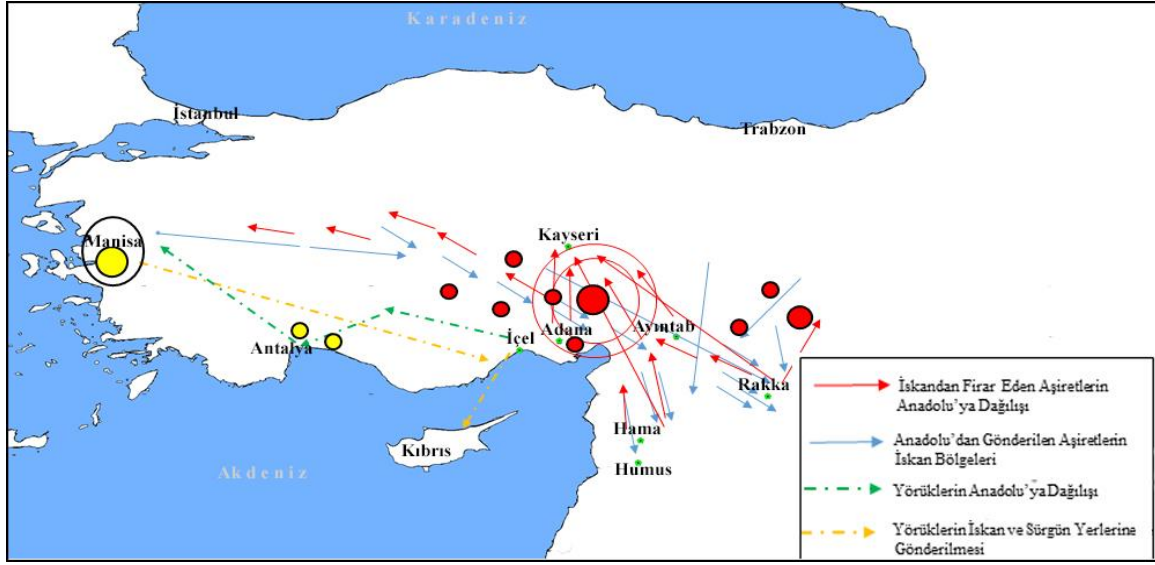 Karadeniz
İstanbul
Trabzon
Manisa
Kayseri
Antalya
İçel
Adana
Ayıntab
Rakka
Hama
Humus
Kıbrıs
Akdeniz
İskandan Firar Eden Aşiretlerin
Anadolu'ya Dağılışı
Anadolu'dan Gönderilen Aşiretlerin
İskan Bölgeleri
Yörüklerin Anadolu'ya Dağılışı
Yörüklerin İskan ve Sürgün Yerlerine
Gönderilmesi